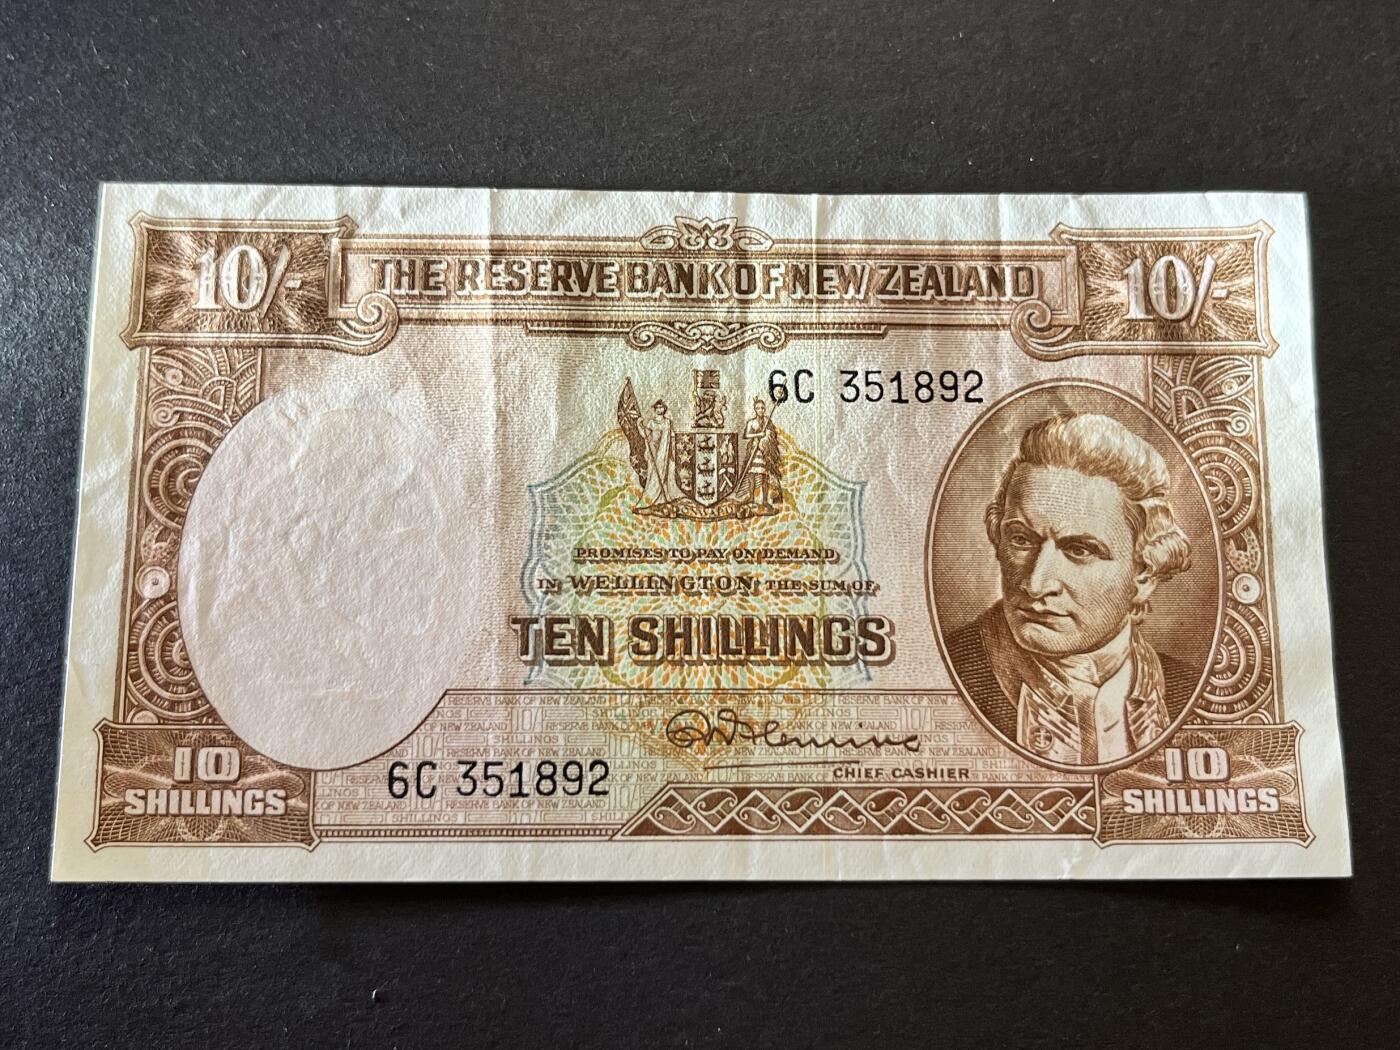 10/-
THE RESERVE BANK OF NEW ZEALAND
10/-
6C 351892
PROMISES TO PAY ON DEMAND
IN WELLINGTON THE SUM OF
TEN SHILLINGS
CHIEF CASHIER
6C 351892
10
SHILLINGS
10
SHILLINGS